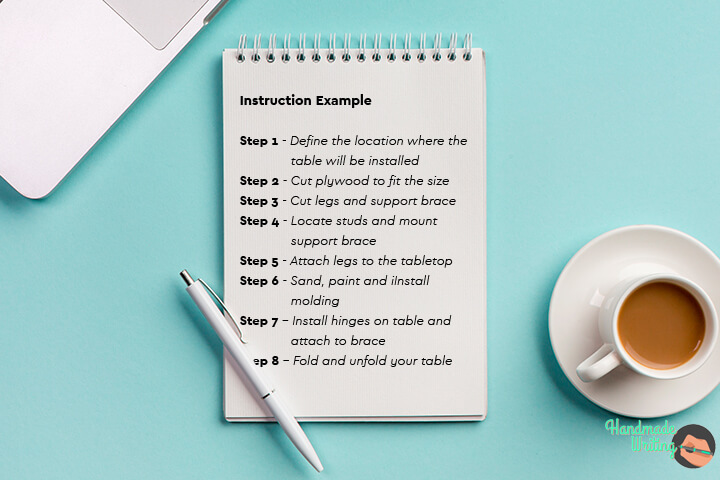 Instruction Example
Step 1 - Define the location where the
table will be installed
Step 2 - Cut plywood to fit the size
Step 3 - Cut legs and support brace
Step 4 - Locate studs and mount
support brace
Step 5 - Attach legs to the tabletop
Step 6 - Sand, paint and iInstall
molding
Step 7 – Install hinges on table and
attach to brace
ep 8 – Fold and unfold your table
Handmade
Writing